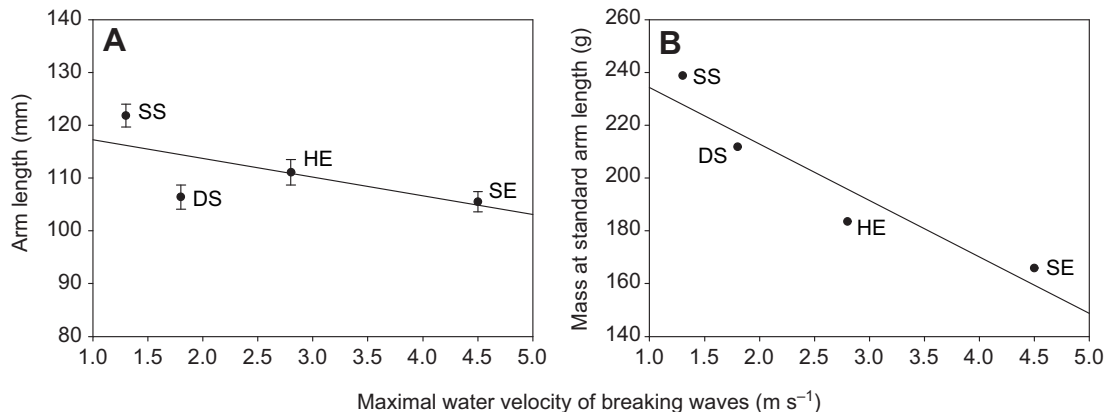 A
B
Arm length (mm)
140
130
120
110
100
90
80
SS
DS
HE
SE
1.0 1.5 2.0 2.5 3.0 3.5 4.0 4.5 5.0
Mass at standard arm length (g)
260
240
220
200
180
160
140
SS
DS
HE
SE
1.0 1.5 2.0 2.5 3.0 3.5 4.0 4.5 5.0
Maximal water velocity of breaking waves (m s⁻¹)